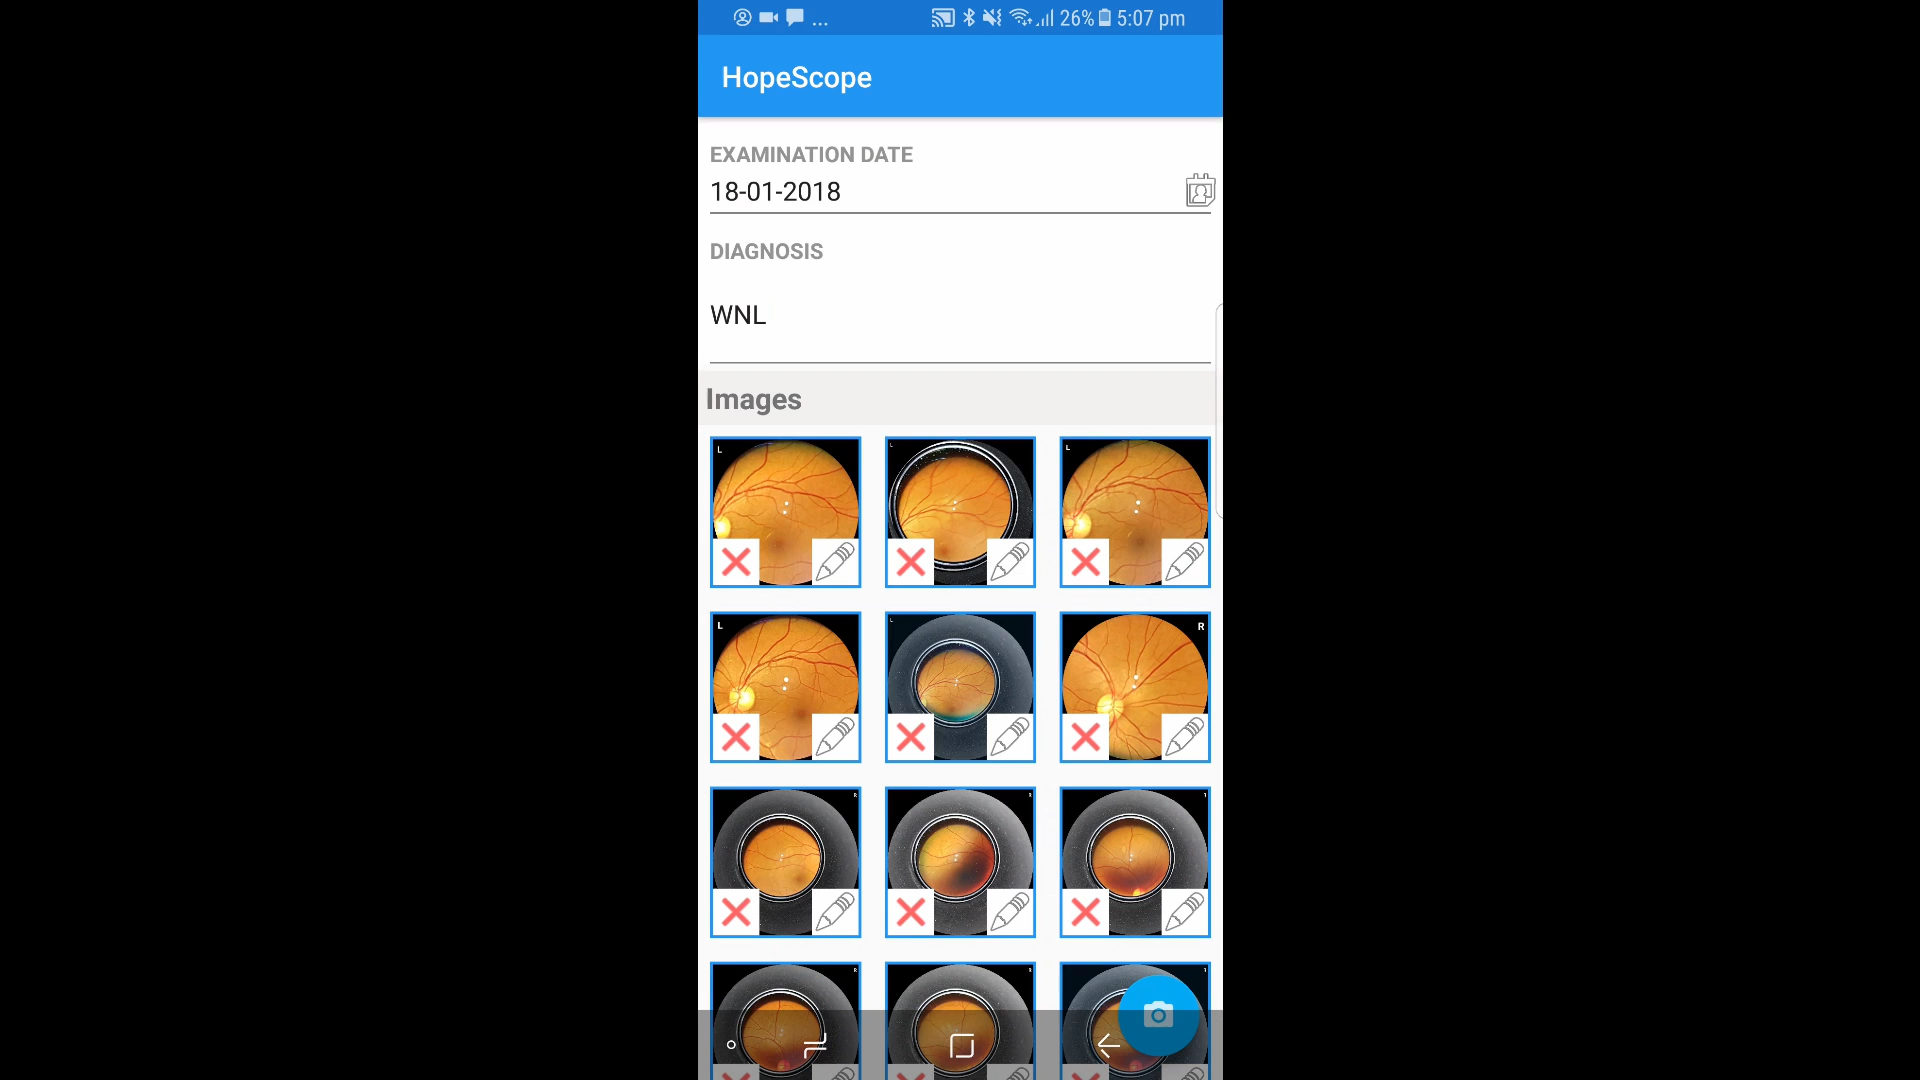 ... 26% 5:07 pm
HopeScope
EXAMINATION DATE
18-01-2018
DIAGNOSIS
WNL
Images
L L L
L L R
R R R
R R R